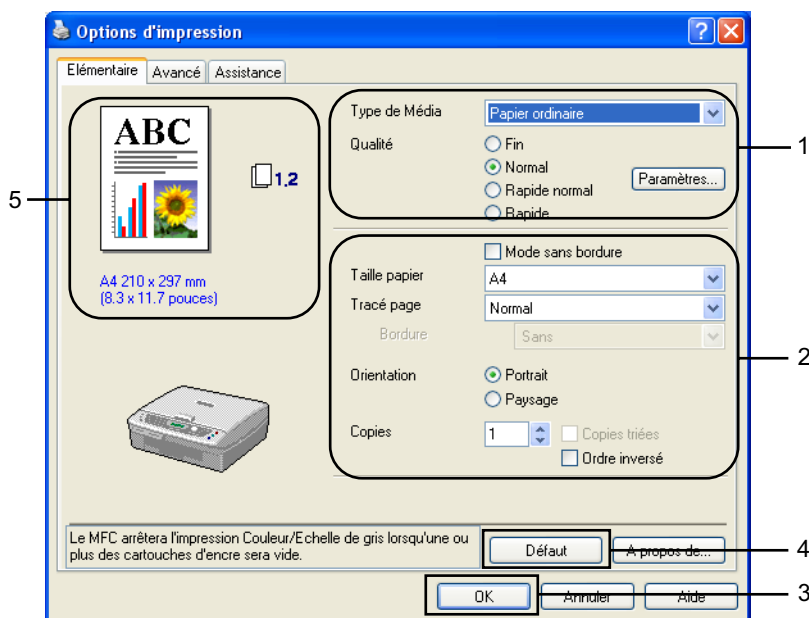 Options d'impression
Elémentaire Avancé Assistance
ABC
1.2
A4 210 x 297 mm
(8.3 x 11.7 pouces)
Type de Média Papier ordinaire
Qualité Fin
Normal
Rapide normal
Rapide
Paramètres...
Mode sans bordure
Taille papier A4
Tracé page Normal
Bordure Sans
Orientation Portrait
Paysage
Copies 1 Copies triées
Ordre inversé
Le MFC arrêtera l'impression Couleur/Echelle de gris lorsqu'une ou
plus des cartouches d'encre sera vide.
Défaut A propos de...
OK Annuler Aide
1
2
3
4
5